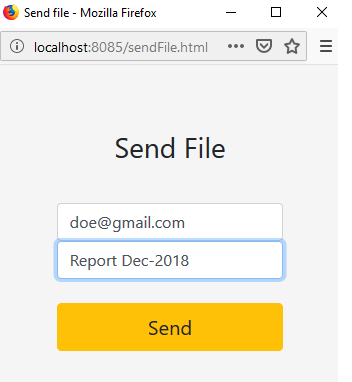 Send file - Mozilla Firefox
localhost:8085/sendFile.html
Send File
doe@gmail.com
Report Dec-2018
Send